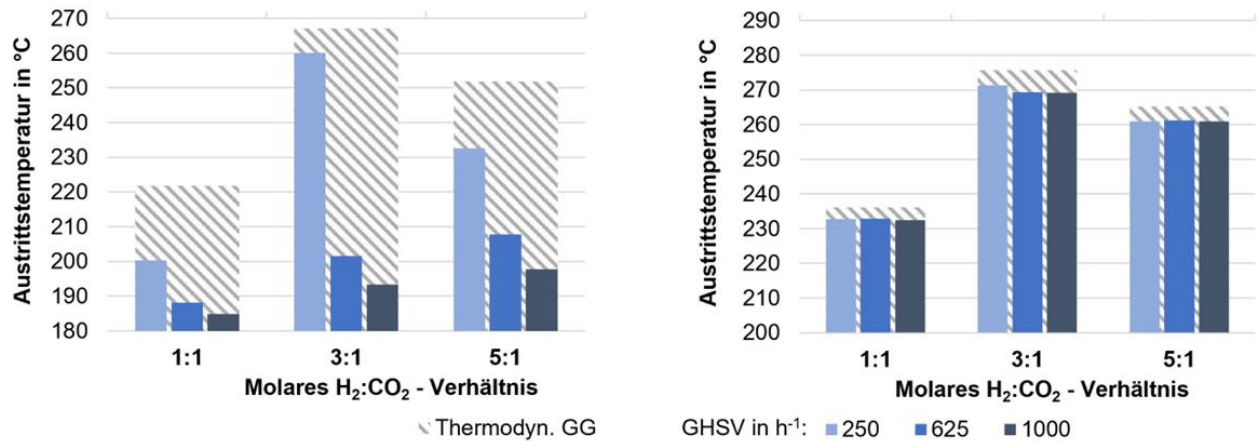 Austrittstemperatur in °C
270
260
250
240
230
220
210
200
190
180
1:1 3:1 5:1
Molares H₂:CO₂ - Verhältnis
Austrittstemperatur in °C
290
280
270
260
250
240
230
220
210
200
1:1 3:1 5:1
Molares H₂:CO₂ - Verhältnis
Thermodyn. GG GHSV in h⁻¹: 250 625 1000